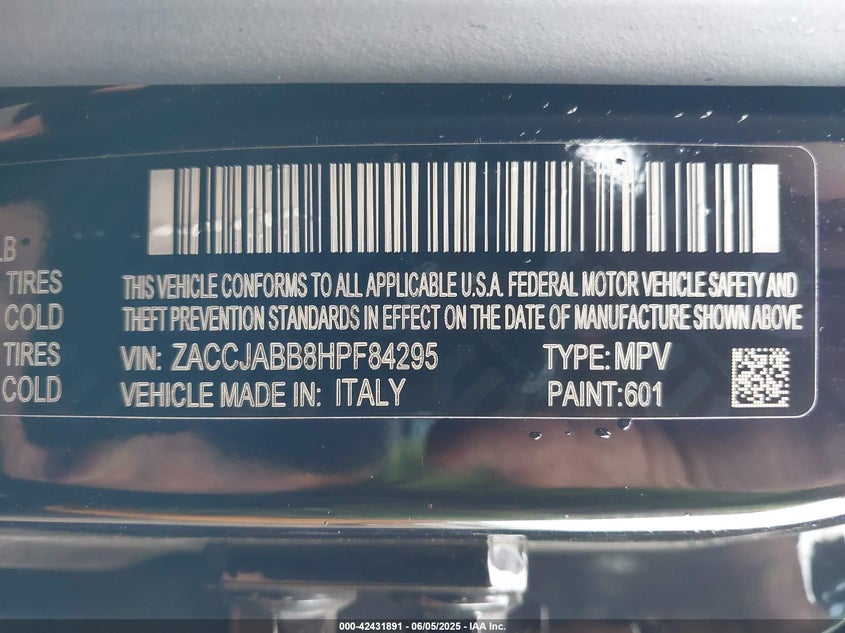 LB
TIRES
COLD
TIRES
COLD
THIS VEHICLE CONFORMS TO ALL APPLICABLE U.S.A. FEDERAL MOTOR VEHICLE SAFETY AND
THEFT PREVENTION STANDARDS IN EFFECT ON THE DATE OF MANUFACTURE SHOWN ABOVE
VIN: ZACCJABB8HPF84295 TYPE: MPV
VEHICLE MADE IN: ITALY PAINT:601
000-42431891 - 06/05/2025 - IAA Inc.